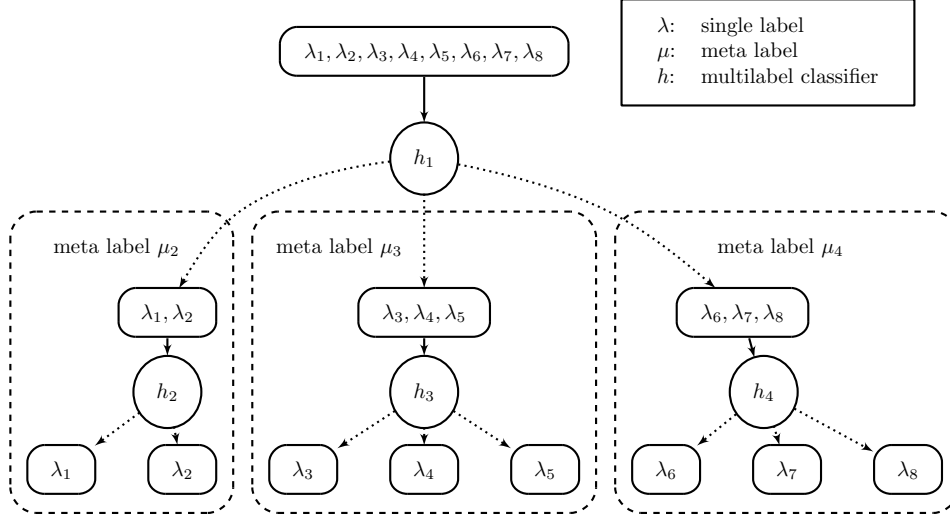 λ1, λ2, λ3, λ4, λ5, λ6, λ7, λ8
λ: single label
μ: meta label
h: multilabel classifier
h1
meta label μ2
meta label μ3
meta label μ4
λ1, λ2
λ3, λ4, λ5
λ6, λ7, λ8
h2
h3
h4
λ1
λ2
λ3
λ4
λ5
λ6
λ7
λ8